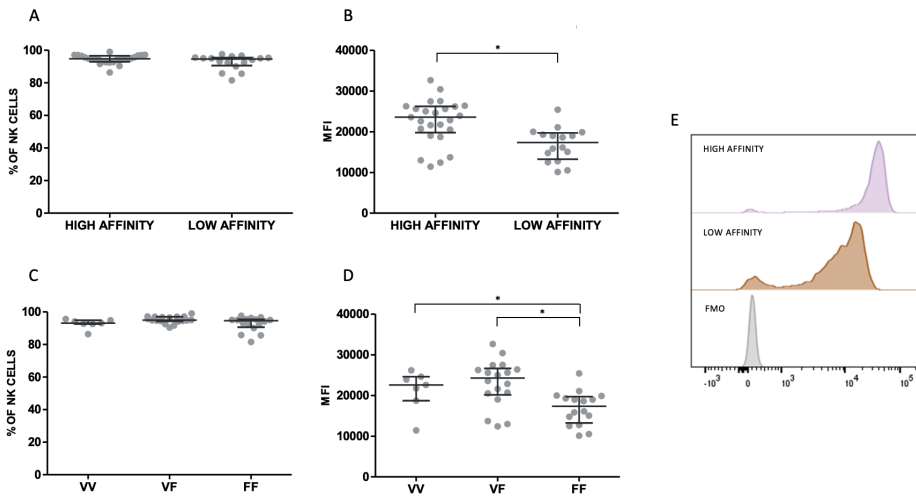 A
% OF NK CELLS
100
80
60
40
20
0
HIGH AFFINITY LOW AFFINITY
B
MFI
40000
30000
20000
10000
0
*
HIGH AFFINITY LOW AFFINITY
C
% OF NK CELLS
100
80
60
40
20
0
VV VF FF
D
MFI
40000
30000
20000
10000
0
*
*
VV VF FF
E
HIGH AFFINITY
LOW AFFINITY
FMO
-10³ 0 10³ 10⁴ 10⁵